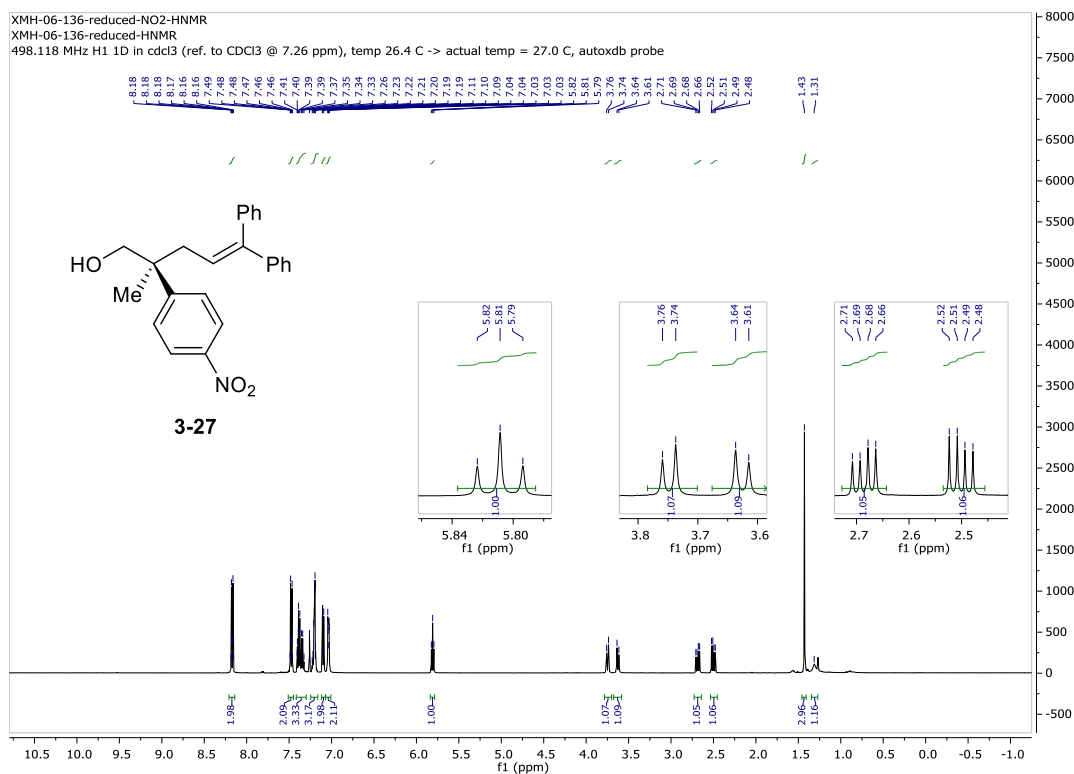 XMH-06-136-reduced-NO2-HNMR
XMH-06-136-reduced-HNMR
498.118 MHz H1 1D in cdcl3 (ref. to CDCl3 @ 7.26 ppm), temp 26.4 C -> actual temp = 27.0 C, autoxdb probe
8.18 8.18 8.18 8.17 8.16 8.16 7.49 7.48 7.48 7.47 7.46 7.46 7.41 7.40 7.39 7.39 7.37 7.35 7.34 7.33 7.26 7.23 7.22 7.21 7.20 7.19 7.19 7.11 7.10 7.09 7.04 7.04 7.03 7.03 7.03 5.82 5.81 5.79 3.76 3.74 3.64 3.61 2.71 2.69 2.68 2.66 2.52 2.51 2.49 2.48 1.43 1.31
8000
7500
7000
6500
6000
5500
5000
4500
4000
3500
3000
2500
2000
1500
1000
500
0
-500
Ph
Ph
HO
Me
NO2
3-27
5.82 5.81 5.79
1.00
5.84 5.80
f1 (ppm)
3.76 3.74 3.64 3.61
1.07 1.09
3.8 3.7 3.6
f1 (ppm)
2.71 2.69 2.68 2.66 2.52 2.51 2.49 2.48
1.05 1.06
2.7 2.6 2.5
f1 (ppm)
1.98 2.09 3.33 3.17 1.98 2.11 1.00 1.07 1.09 1.05 1.06 2.96 1.16
10.5 10.0 9.5 9.0 8.5 8.0 7.5 7.0 6.5 6.0 5.5 5.0 4.5 4.0 3.5 3.0 2.5 2.0 1.5 1.0 0.5 0.0 -0.5 -1.0
f1 (ppm)